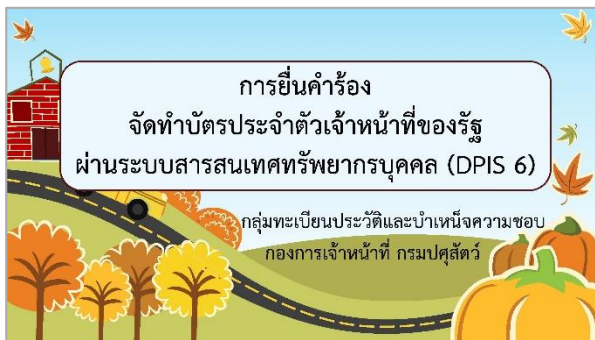 การยื่นคำร้อง
จัดทำบัตรประจำตัวเจ้าหน้าที่ของรัฐ
ผ่านระบบสารสนเทศทรัพยากรบุคคล (DPIS 6)
กลุ่มทะเบียนประวัติและบำเหน็จความชอบ
กองการเจ้าหน้าที่ กรมปศุสัตว์